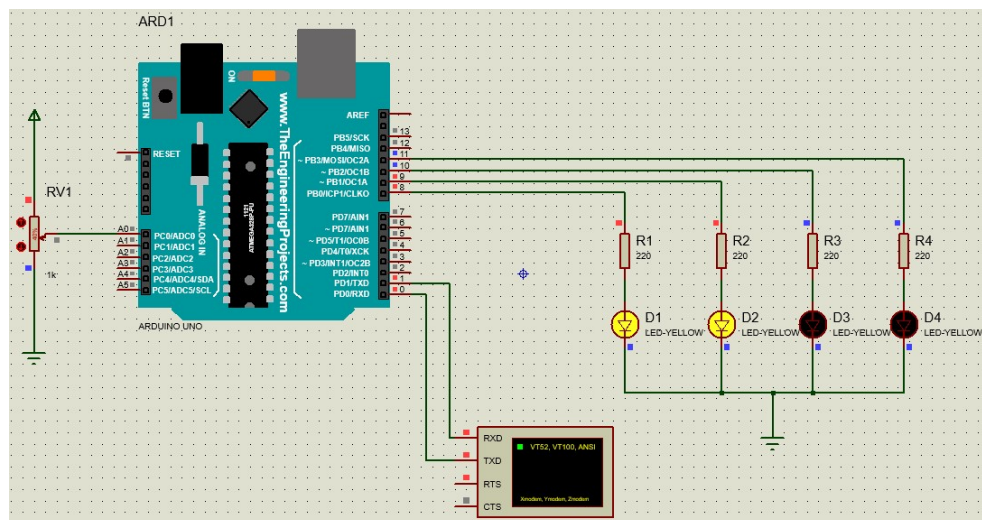 ARD1
ON
Reset BTN
www.TheEngineeringProjects.com
ANALOG IN
1121
ATMEGA328P-PU
RESET
AREF
PB5/SCK 13
PB4/MISO 12
~ PB3/MOSI/OC2A 11
~ PB2/OC1B 10
~ PB1/OC1A 9
PB0/ICP1/CLKO 8
PD7/AIN1 7
~ PD7/AIN1 6
~ PD5/T1/OC0B 5
PD4/T0/XCK 4
~ PD3/INT1/OC2B 3
PD2/INT0 2
PD1/TXD 1
PD0/RXD 0
A0 PC0/ADC0
A1 PC1/ADC1
A2 PC2/ADC2
A3 PC3/ADC3
A4 PC4/ADC4/SDA
A5 PC5/ADC5/SCL
ARDUINO UNO
RV1
1k
R1
220
R2
220
R3
220
R4
220
D1
LED-YELLOW
D2
LED-YELLOW
D3
LED-YELLOW
D4
LED-YELLOW
RXD
TXD
RTS
CTS
VT52, VT100, ANSI
Xmodem, Ymodem, Zmodem